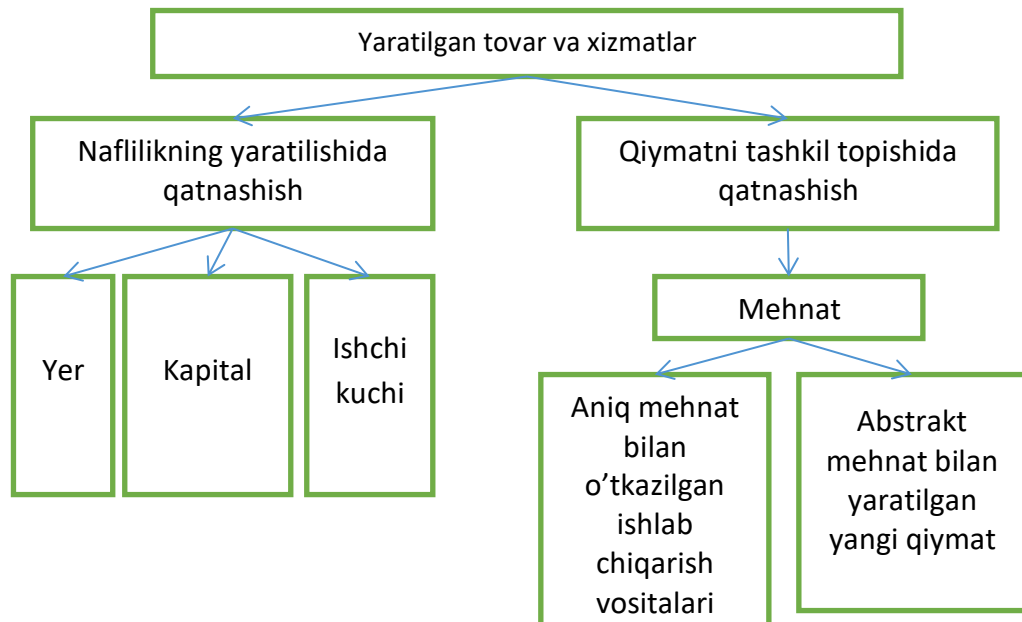 Yaratilgan tovar va xizmatlar
Naflilikning yaratilishida
qatnashish
Qiymatni tashkil topishida
qatnashish
Yer
Kapital
Ishchi
kuchi
Mehnat
Aniq mehnat
bilan
o’tkazilgan
ishlab
chiqarish
vositalari
Abstrakt
mehnat bilan
yaratilgan
yangi qiymat